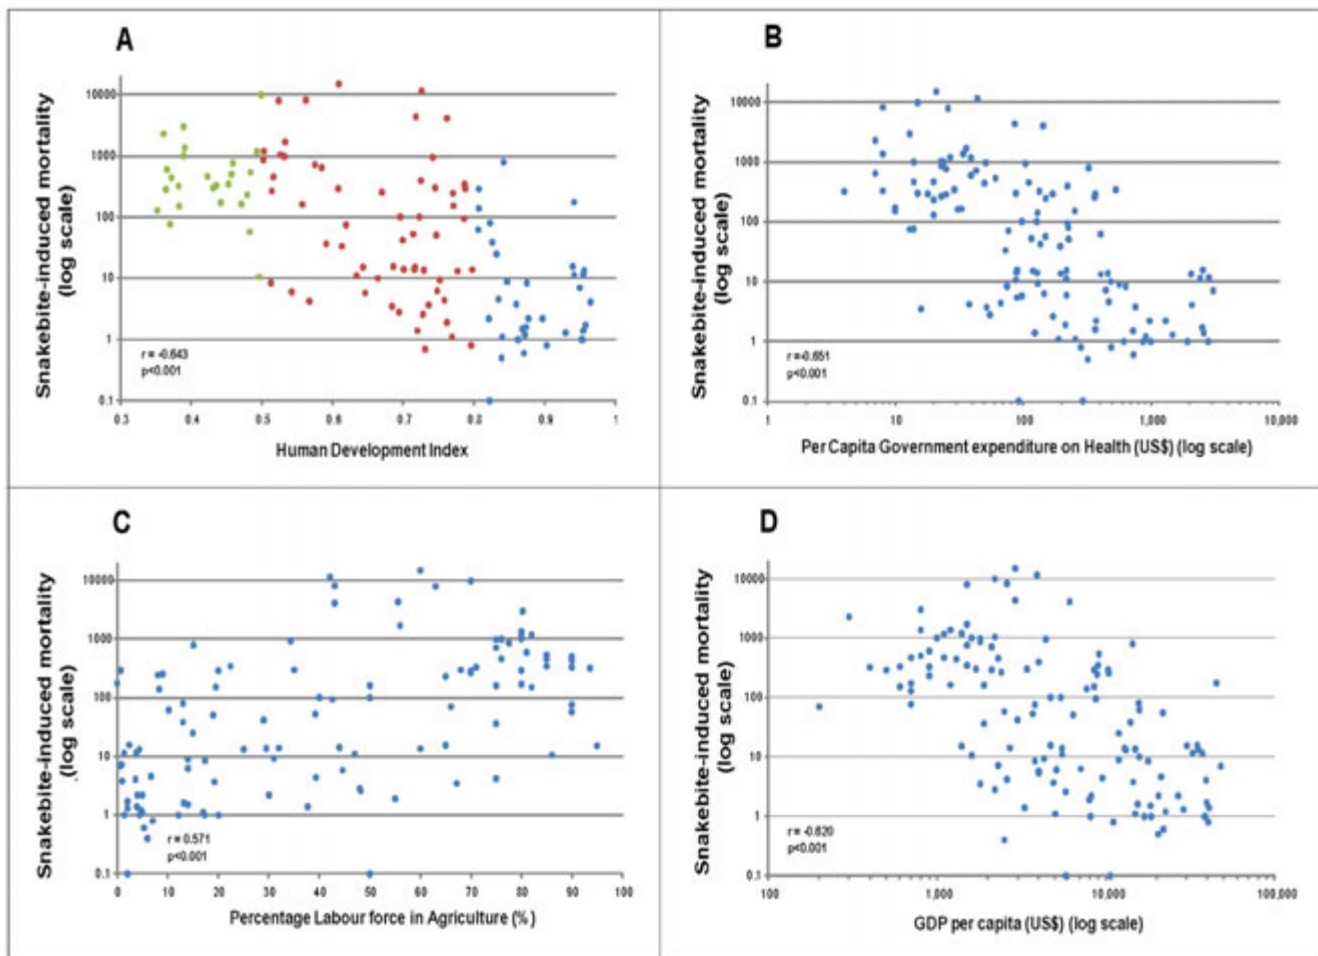 A
Snakebite-induced mortality
(log scale)
10000
1000
100
10
1
0.1
r = -0.643
p<0.001
0.3 0.4 0.5 0.6 0.7 0.8 0.9 1
Human Development Index
B
Snakebite-induced mortality
(log scale)
10000
1000
100
10
1
0.1
r =-0.651
p<0.001
1 10 100 1,000 10,000
Per Capita Government expenditure on Health (US$) (log scale)
C
Snakebite-induced mortality
(log scale)
10000
1000
100
10
1
0.1
r = 0.571
p<0.001
0 10 20 30 40 50 60 70 80 90 100
Percentage Labour force in Agriculture (%)
D
Snakebite-induced mortality
(log scale)
10000
1000
100
10
1
0.1
r = -0.620
p<0.001
100 1,000 10,000 100,000
GDP per capita (US$) (log scale)